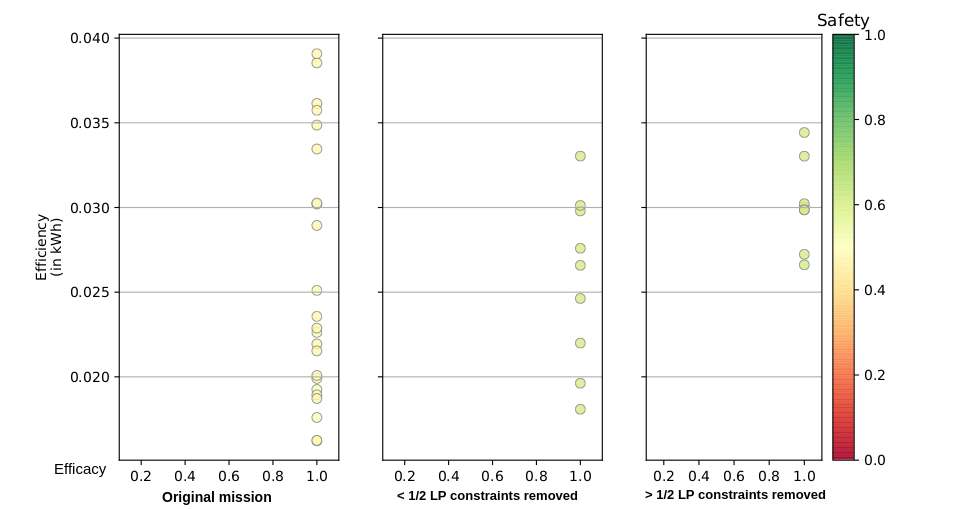 Safety
0.040
0.035
0.030
0.025
0.020
Efficiency
(in kWh)
1.0
0.8
0.6
0.4
0.2
0.0
Efficacy
0.2 0.4 0.6 0.8 1.0
0.2 0.4 0.6 0.8 1.0
0.2 0.4 0.6 0.8 1.0
Original mission
< 1/2 LP constraints removed
> 1/2 LP constraints removed